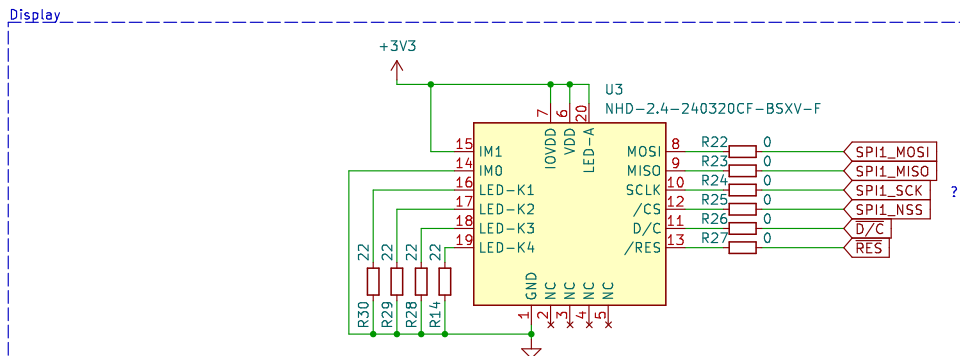 Display
+3V3
U3
NHD-2.4-240320CF-BSXV-F
7
6
20
IOVDD
VDD
LED-A
15 IM1
14 IM0
16 LED-K1
17 LED-K2
18 LED-K3
19 LED-K4
MOSI 8 R22 0 SPI1_MOSI
MISO 9 R23 0 SPI1_MISO
SCLK 10 R24 0 SPI1_SCK
/CS 12 R25 0 SPI1_NSS
D/C 11 R26 0 D/C
/RES 13 R27 0 RES
?
22 22 22 22
R30 R29 R28 R14
GND NC NC NC NC
1 2 3 4 5